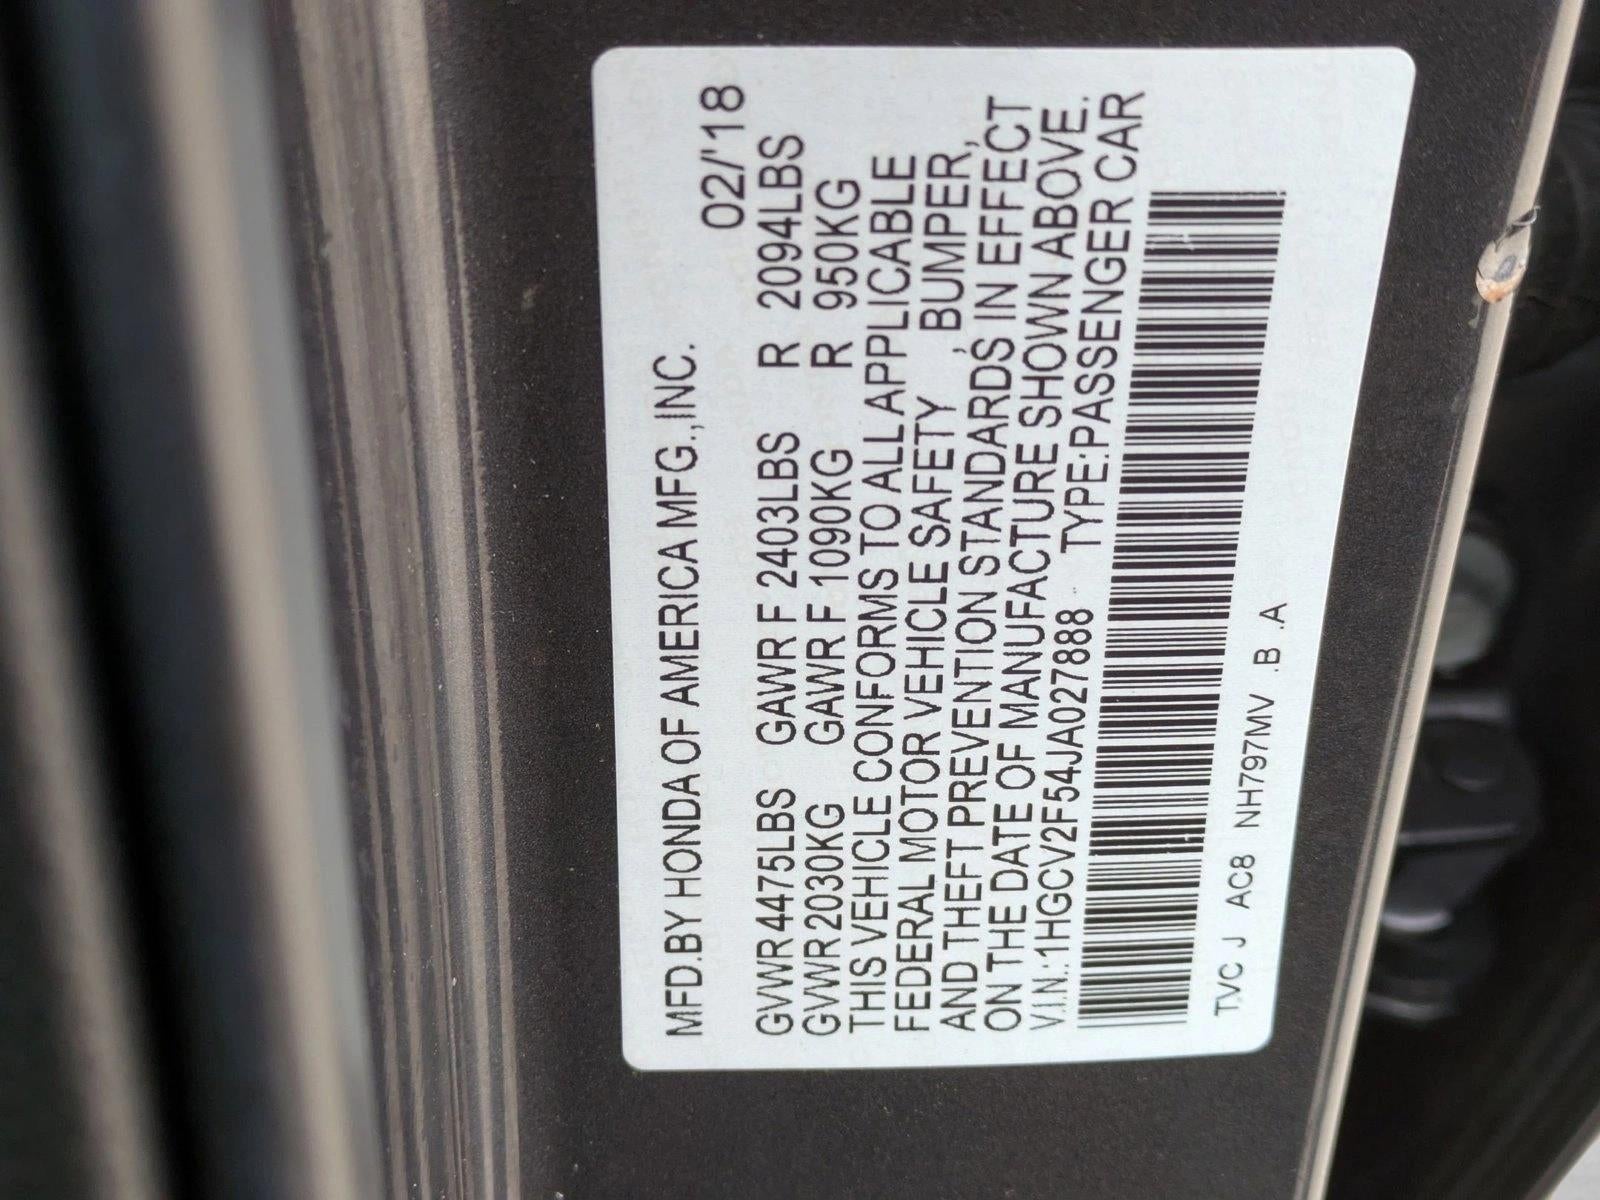 MFD.BY HONDA OF AMERICA MFG.,INC.
02/'18
GVWR 4475LBS GAWR F 2403LBS R 2094LBS
GVWR 2030KG GAWR F 1090KG R 950KG
THIS VEHICLE CONFORMS TO ALL APPLICABLE
FEDERAL MOTOR VEHICLE SAFETY , BUMPER,
AND THEFT PREVENTION STANDARDS IN EFFECT
ON THE DATE OF MANUFACTURE SHOWN ABOVE.
V.I.N.: 1HGCV2F54JA027888 TYPE:PASSENGER CAR
TVC J AC8 NH797MV .B .A